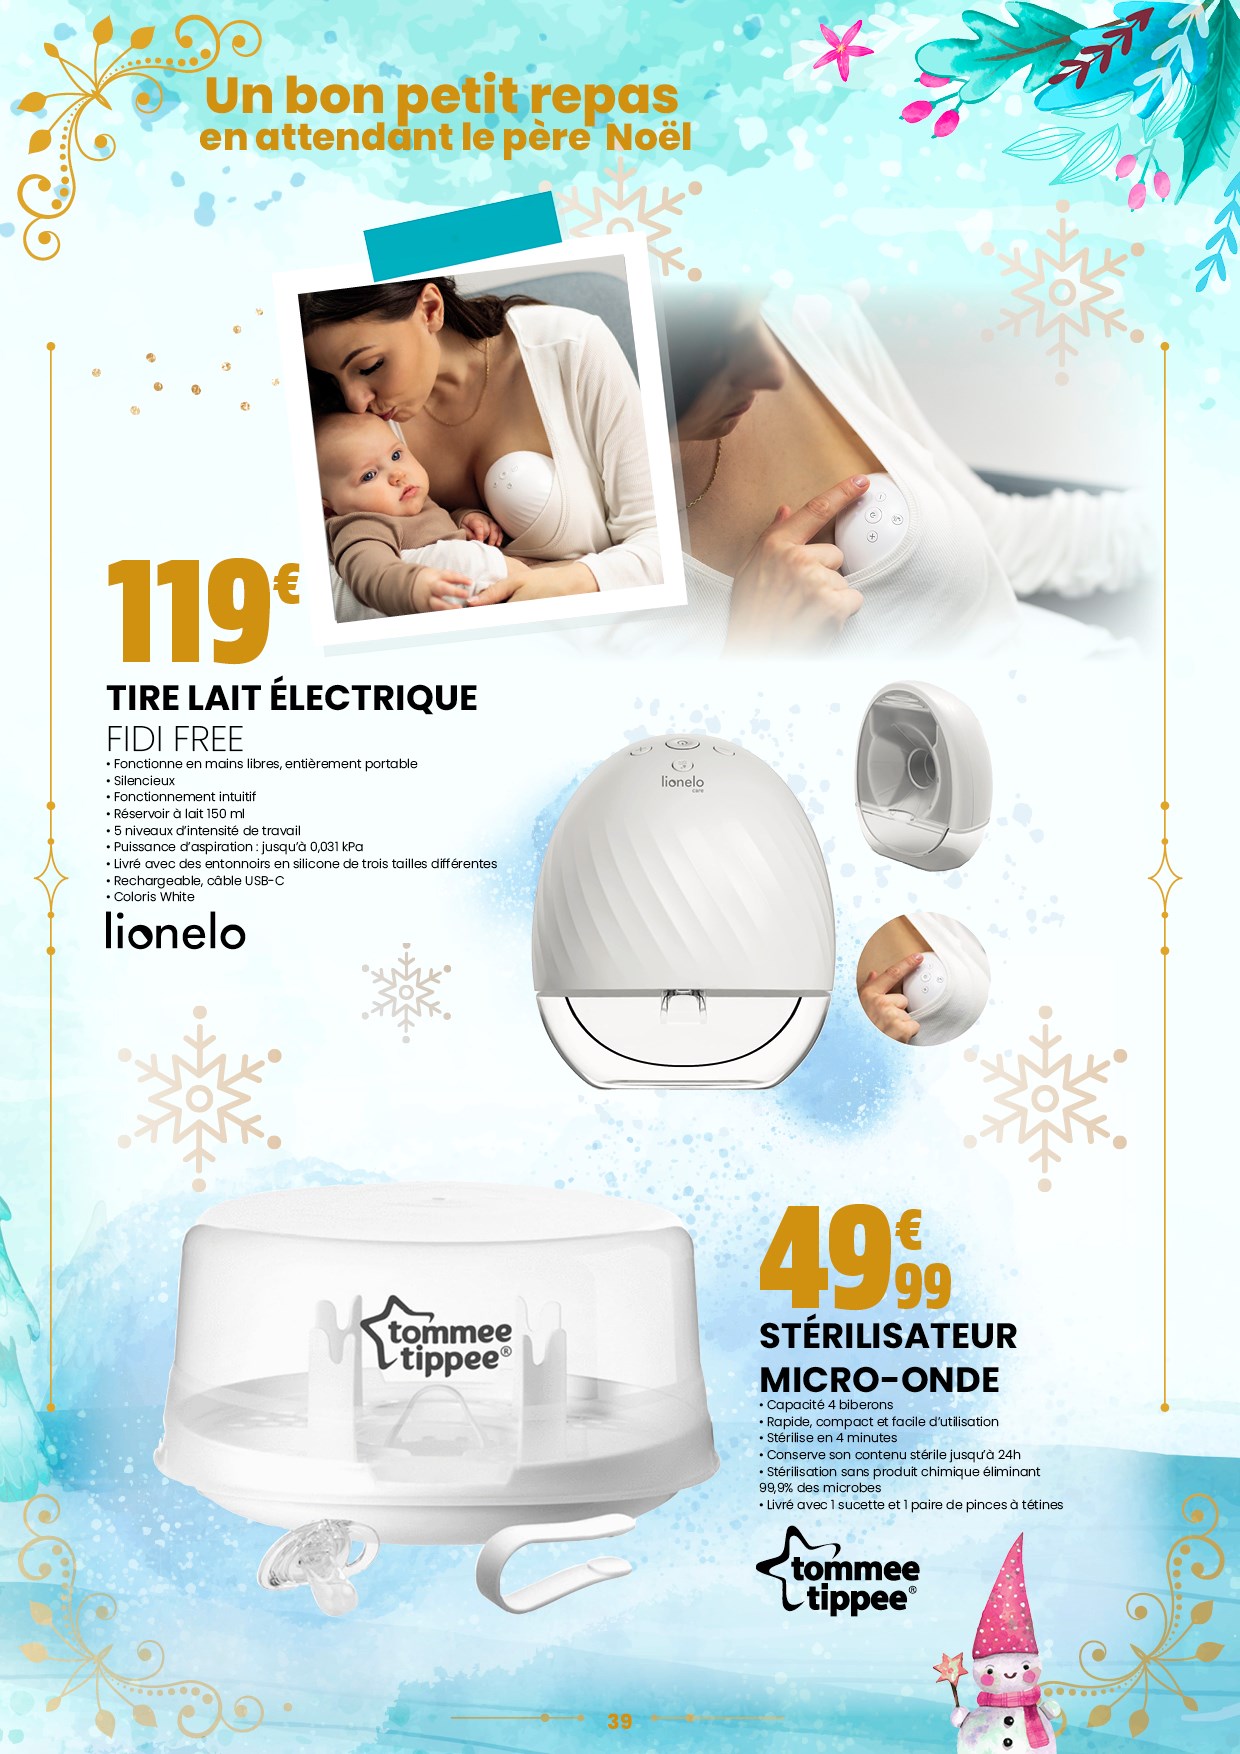 Un bon petit repas
en attendant le père Noël
119€
TIRE LAIT ÉLECTRIQUE
FIDI FREE
• Fonctionne en mains libres, entièrement portable
• Silencieux
• Fonctionnement intuitif
• Réservoir à lait 150 ml
• 5 niveaux d'intensité de travail
• Puissance d'aspiration : jusqu'à 0,031 kPa
• Livré avec des entonnoirs en silicone de trois tailles différentes
• Rechargeable, câble USB-C
• Coloris White
lionelo
lionelo
care
tommee
tippee®
49€99
STÉRILISATEUR
MICRO-ONDE
• Capacité 4 biberons
• Rapide, compact et facile d'utilisation
• Stérilise en 4 minutes
• Conserve son contenu stérile jusqu'à 24h
• Stérilisation sans produit chimique éliminant
99,9% des microbes
• Livré avec 1 sucette et 1 paire de pinces à tétines
tommee
tippee®
39